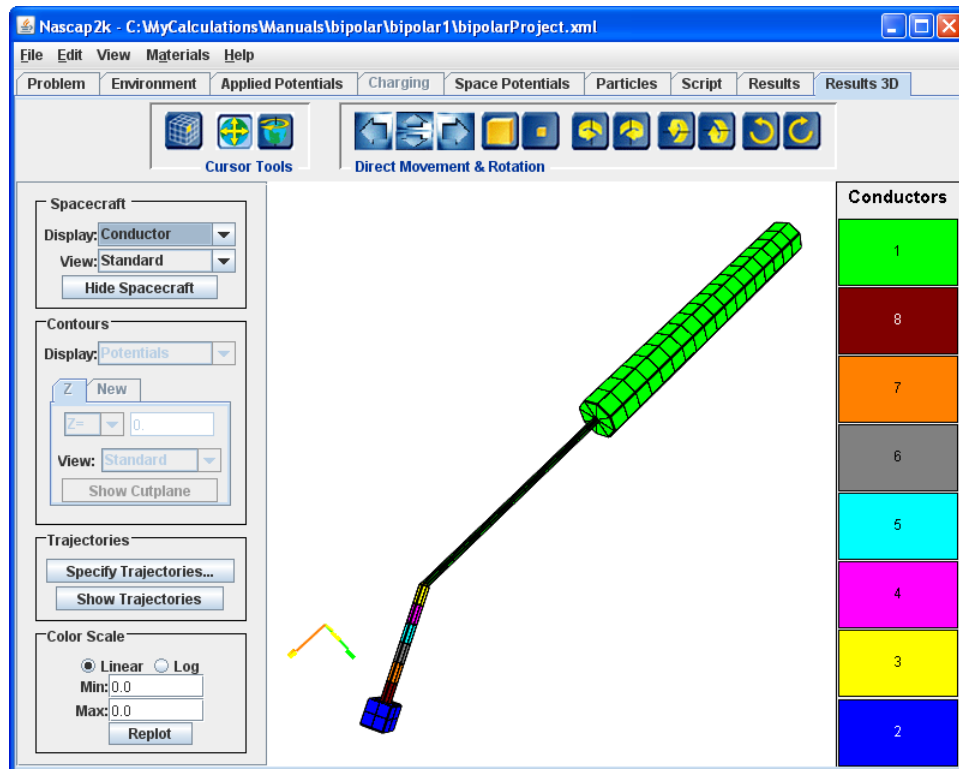 Nascap2k - C:\MyCalculations\Manuals\bipolar\bipolar1\bipolarProject.xml
File Edit View Materials Help
Problem Environment Applied Potentials Charging Space Potentials Particles Script Results Results 3D
Cursor Tools Direct Movement & Rotation
Spacecraft
Display: Conductor
View: Standard
Hide Spacecraft
Contours
Display: Potentials
Z New
Z= 0.
View: Standard
Show Cutplane
Trajectories
Specify Trajectories...
Show Trajectories
Color Scale
Linear Log
Min: 0.0
Max: 0.0
Replot
Conductors
1
8
7
6
5
4
3
2